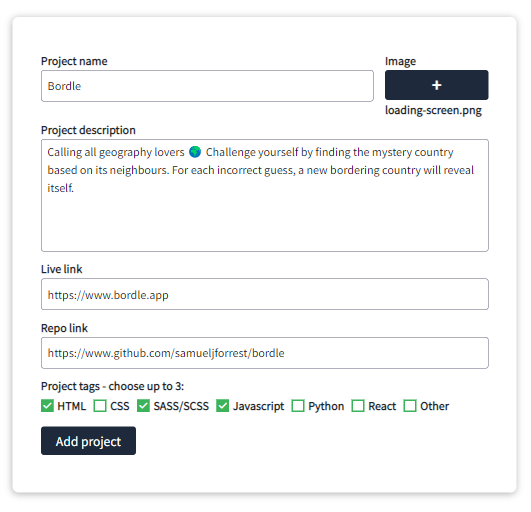 Project name
Image
Bordle
+
loading-screen.png
Project description
Calling all geography lovers 🌎 Challenge yourself by finding the mystery country
based on its neighbours. For each incorrect guess, a new bordering country will reveal
itself.
Live link
https://www.bordle.app
Repo link
https://www.github.com/samueljforrest/bordle
Project tags - choose up to 3:
HTML CSS SASS/SCSS Javascript Python React Other
Add project